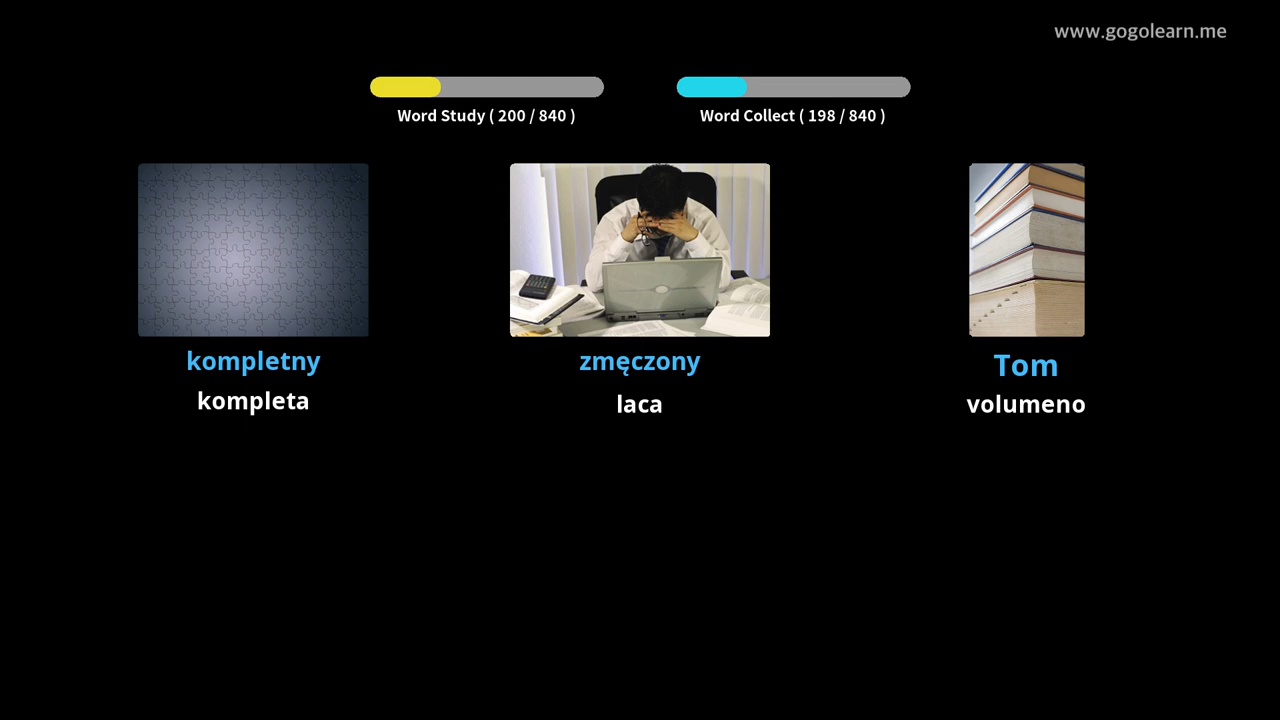 www.gogolearn.me
Word Study ( 200 / 840 )
Word Collect ( 198 / 840 )
kompletny
kompleta
zmęczony
laca
Tom
volumeno